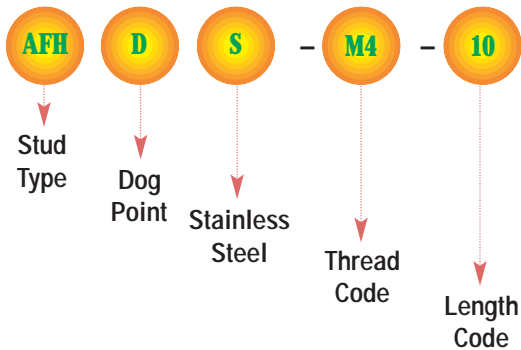 AFH D S – M4 – 10
Stud
Type
Dog
Point
Stainless
Steel
Thread
Code
Length
Code